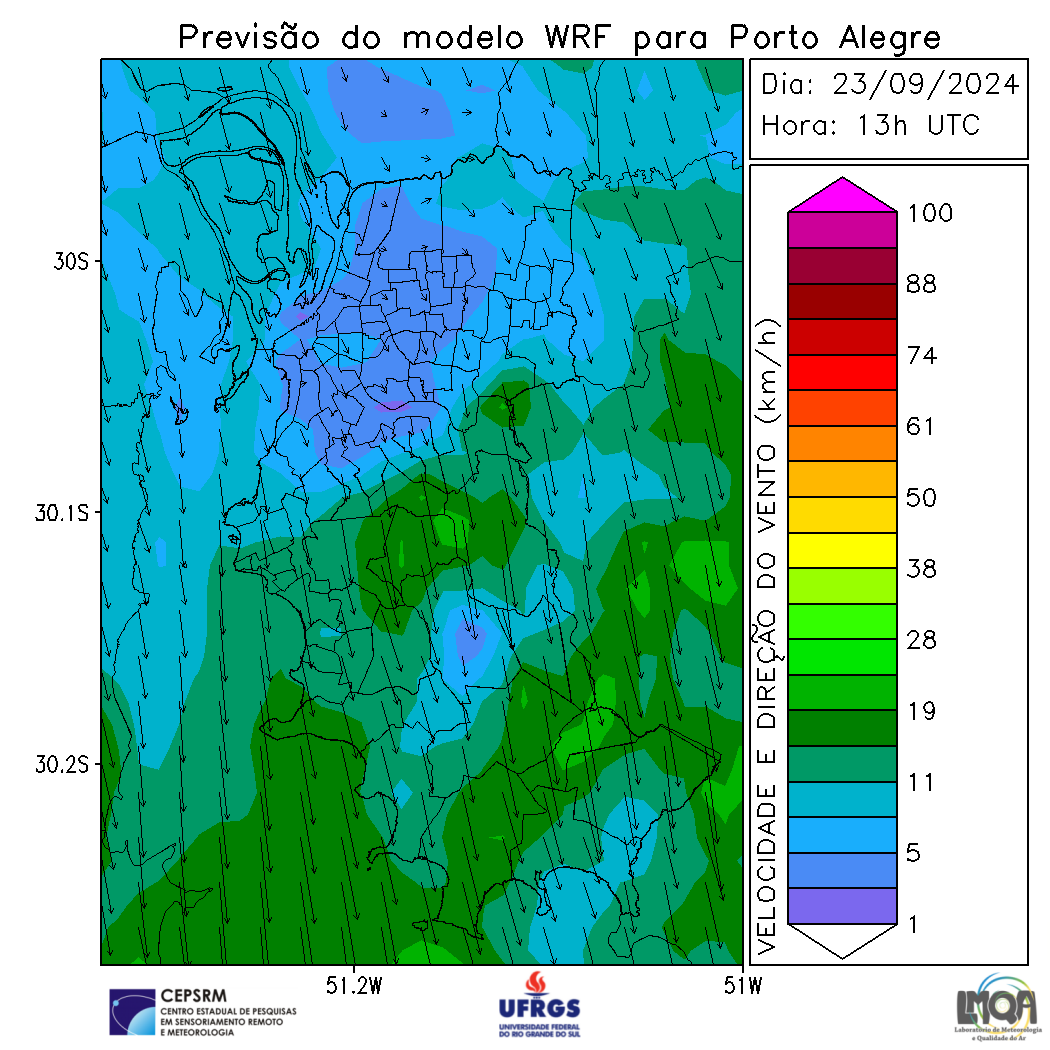 Previsão do modelo WRF para Porto Alegre
Dia: 23/09/2024
Hora: 13h UTC
100
88
74
61
50
38
28
19
11
5
1
VELOCIDADE E DIREÇÃO DO VENTO (km/h)
30S
30.1S
30.2S
51.2W
51W
CEPSRM
CENTRO ESTADUAL DE PESQUISAS
EM SENSORIAMENTO REMOTO
E METEOROLOGIA
UFRGS
UNIVERSIDADE FEDERAL
DO RIO GRANDE DO SUL
LMQA
Laboratório de Meteorologia
e Qualidade do Ar